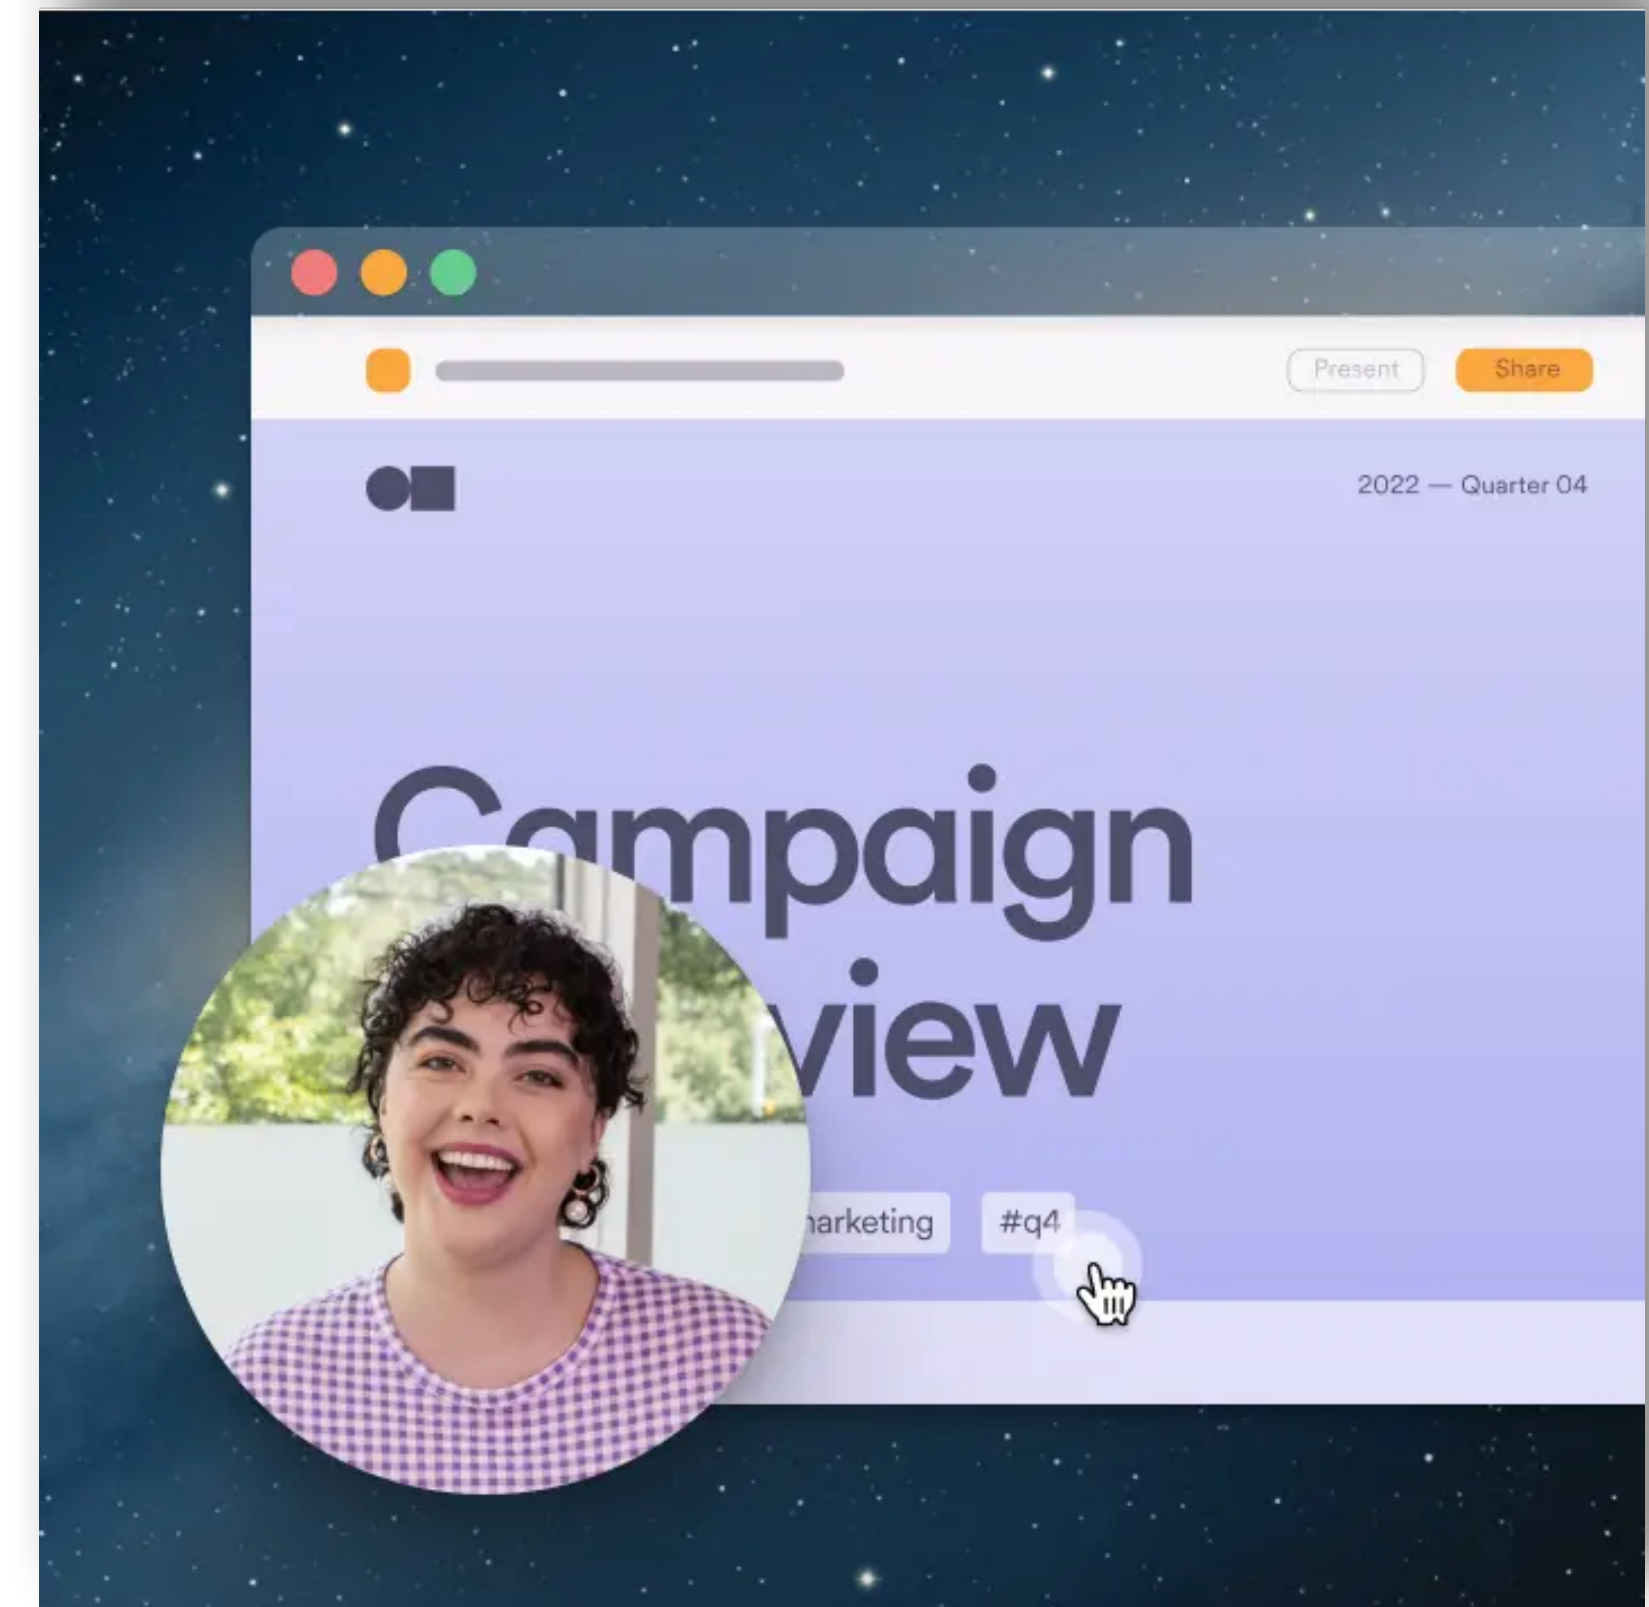 Present Share
2022 — Quarter 04
Campaign
view
arketing #q4